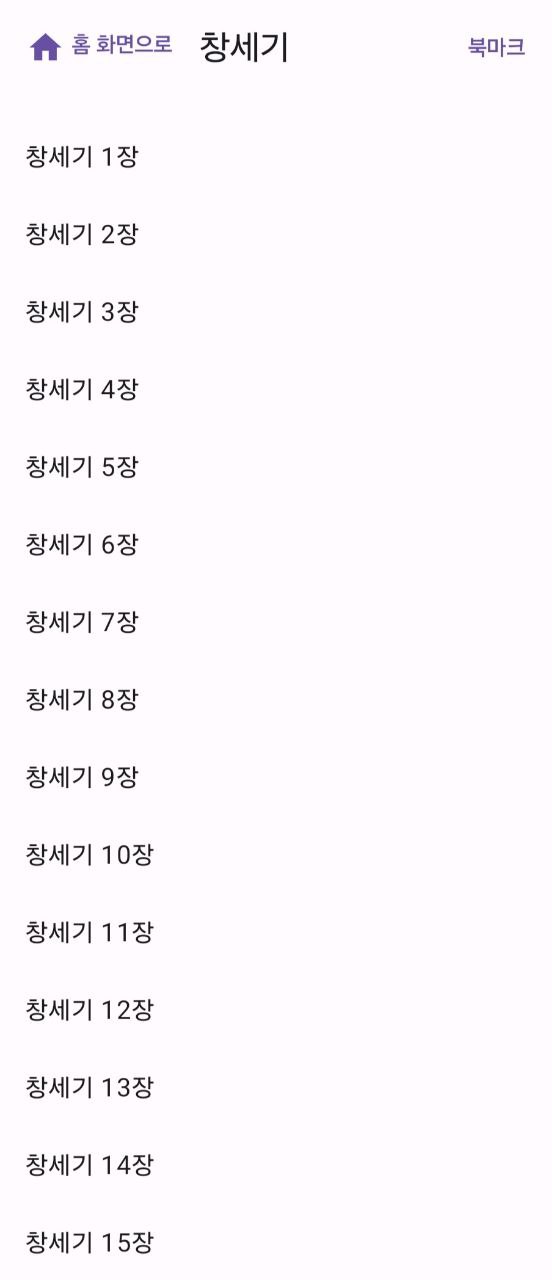 홈 화면으로 창세기 북마크
창세기 1장
창세기 2장
창세기 3장
창세기 4장
창세기 5장
창세기 6장
창세기 7장
창세기 8장
창세기 9장
창세기 10장
창세기 11장
창세기 12장
창세기 13장
창세기 14장
창세기 15장